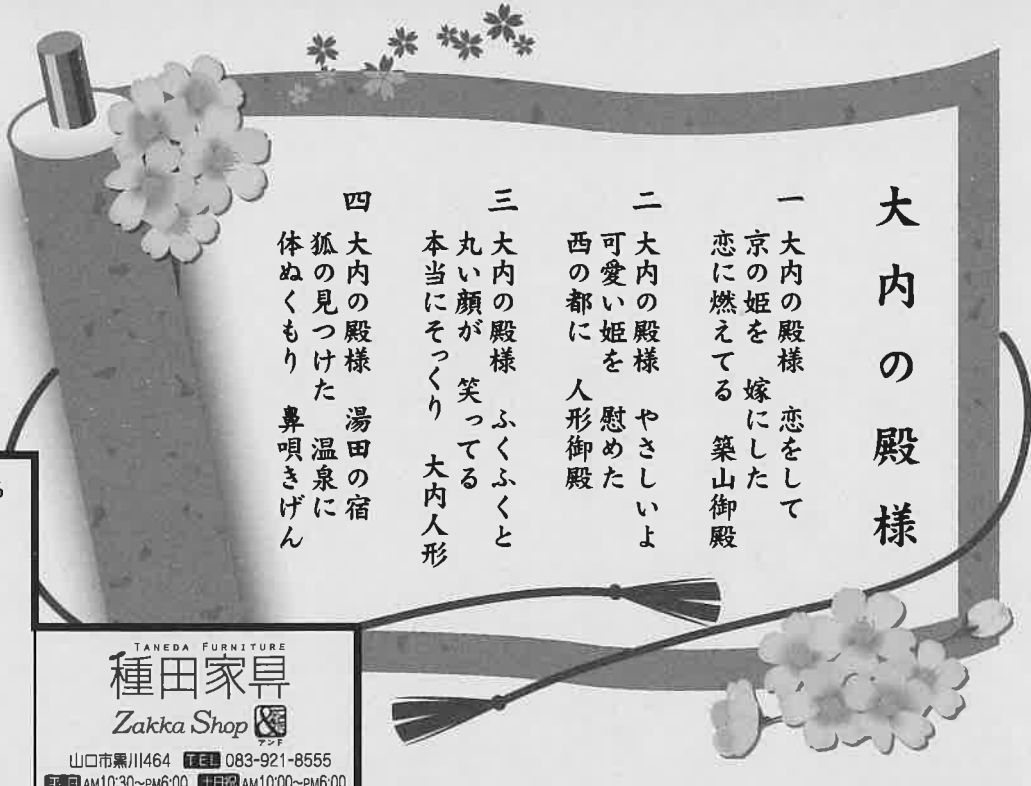 大内の殿様
一 大内の殿様 恋をして
京の姫を 嫁にした
恋に燃えてる 築山御殿
二 大内の殿様 やさしいよ
可愛い姫を 慰めた
西の都に 人形御殿
三 大内の殿様 ふくふくと
丸い顔が 笑ってる
本当にそっくり 大内人形
四 大内の殿様 湯田の宿
狐の見つけた 温泉に
体ぬくもり 鼻唄きげん
TANEDA FURNITURE
種田家具
Zakka Shop &
アンド
山口市黒川464 TEL 083-921-8555
平日 AM10:30~PM6:00 土日祝 AM10:00~PM6:00